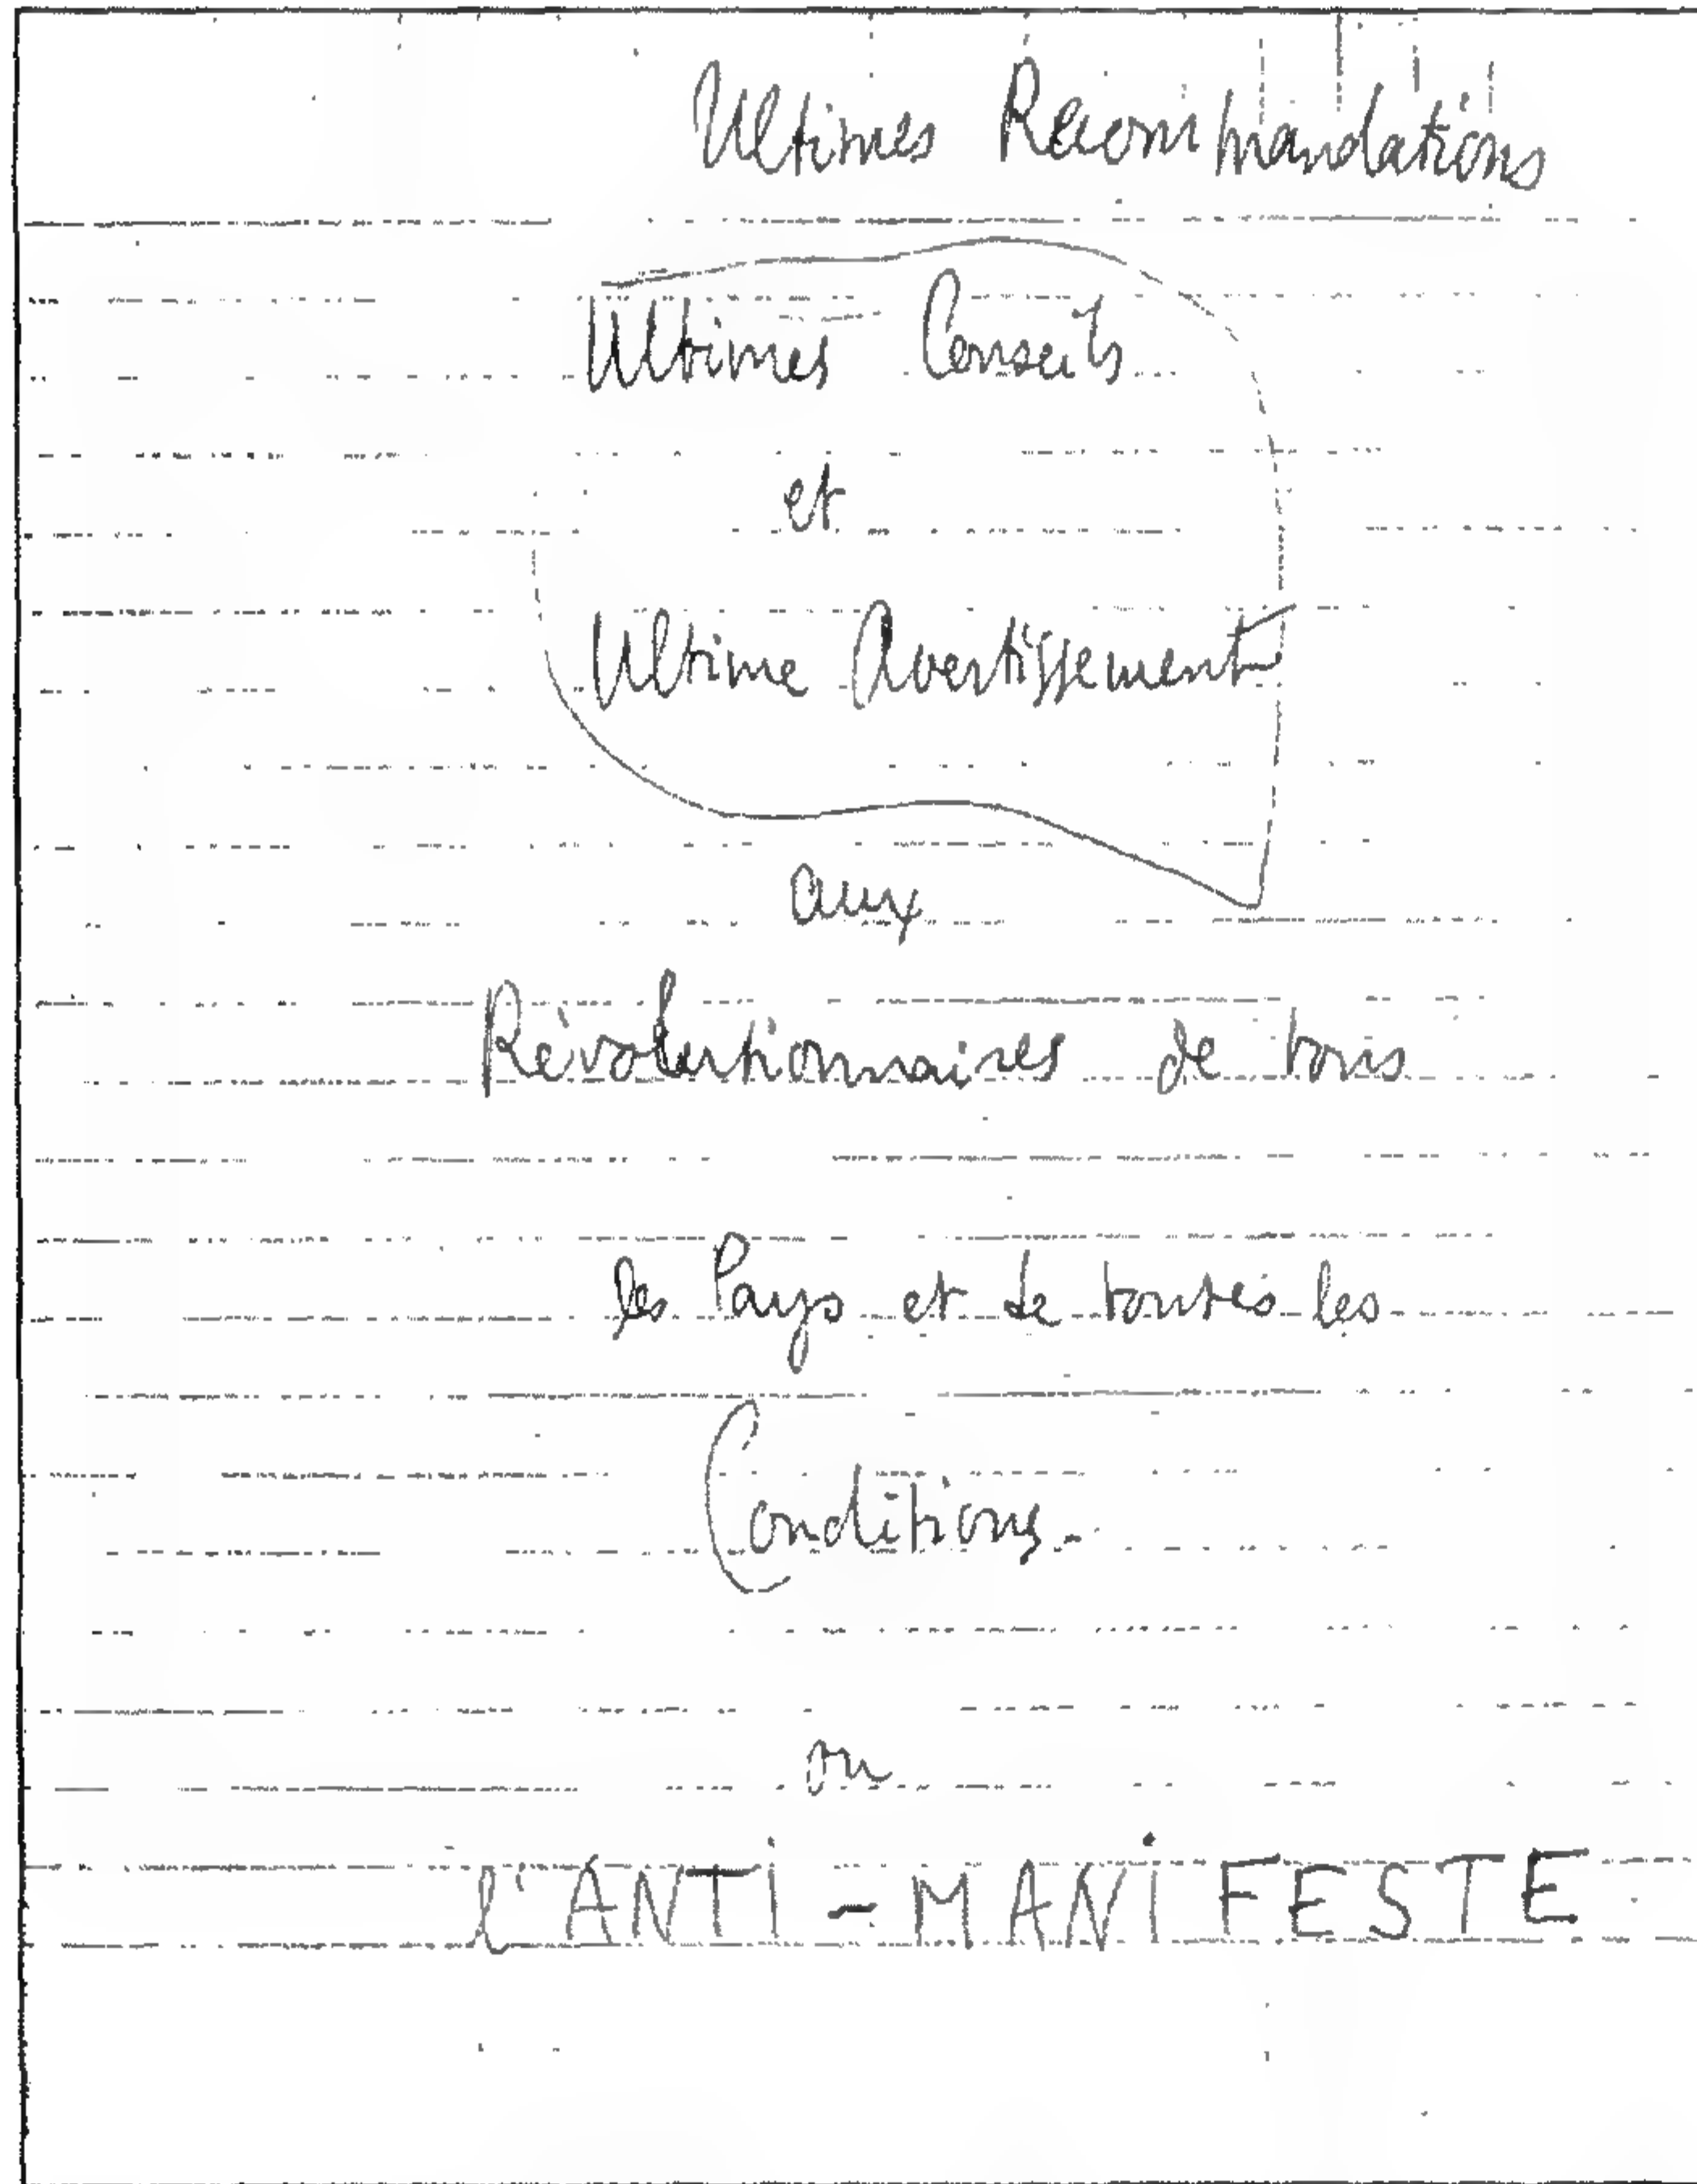 Ultimes Recommandations
Ultimes Conseils
et
Ultime Avertissement
aux
Révolutionnaires de tous
les Pays et de toutes les
Conditions.
ou
l'ANTI-MANIFESTE